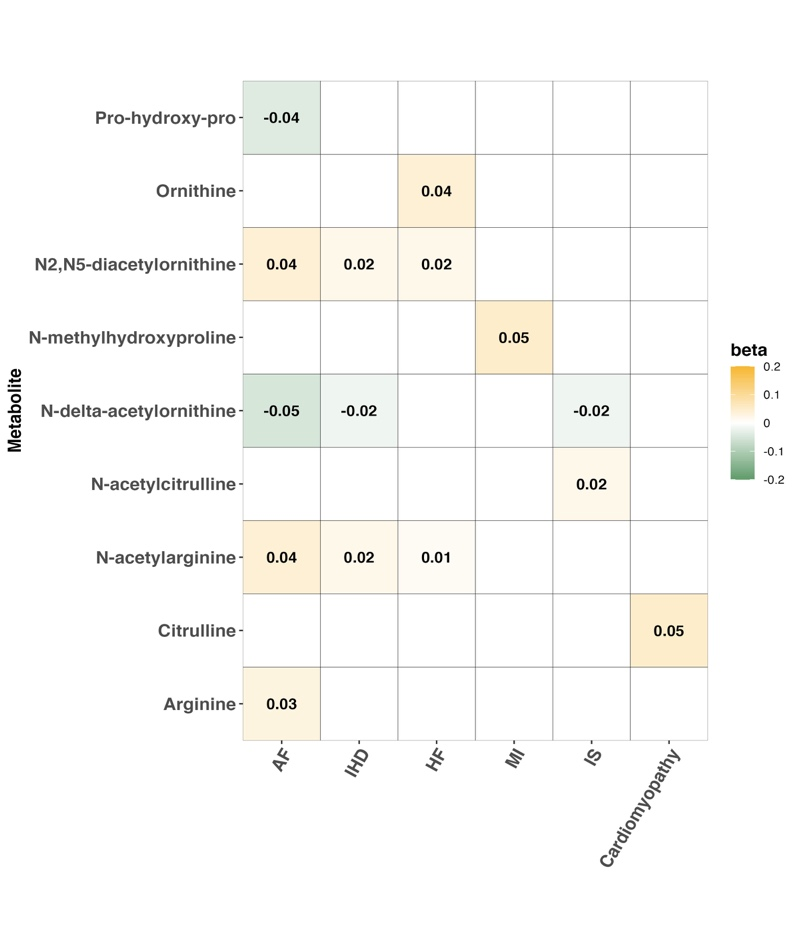 Pro-hydroxy-pro -0.04
Ornithine 0.04
N2,N5-diacetylornithine 0.04 0.02 0.02
N-methylhydroxyproline 0.05
N-delta-acetylornithine -0.05 -0.02 -0.02
N-acetylcitrulline 0.02
N-acetylarginine 0.04 0.02 0.01
Citrulline 0.05
Arginine 0.03
Metabolite
AF IHD HF MI IS Cardiomyopathy
beta
0.2
0.1
0
-0.1
-0.2